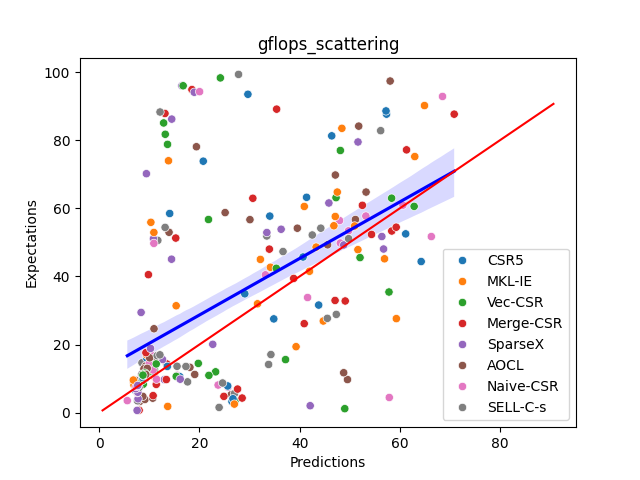 gflops_scattering
100
80
60
40
20
0
Expectations
0 20 40 60 80
Predictions
CSR5
MKL-IE
Vec-CSR
Merge-CSR
SparseX
AOCL
Naive-CSR
SELL-C-s